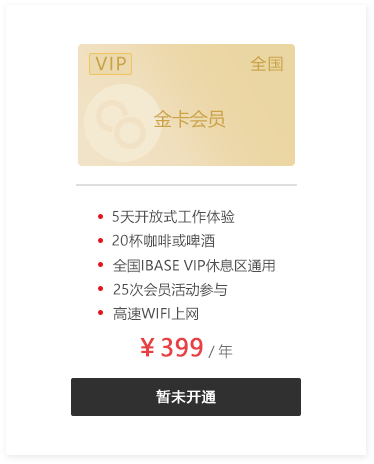 VIP 全国
金卡会员
5天开放式工作体验
20杯咖啡或啤酒
全国IBASE VIP休息区通用
25次会员活动参与
高速WIFI上网
¥399 / 年
暂未开通